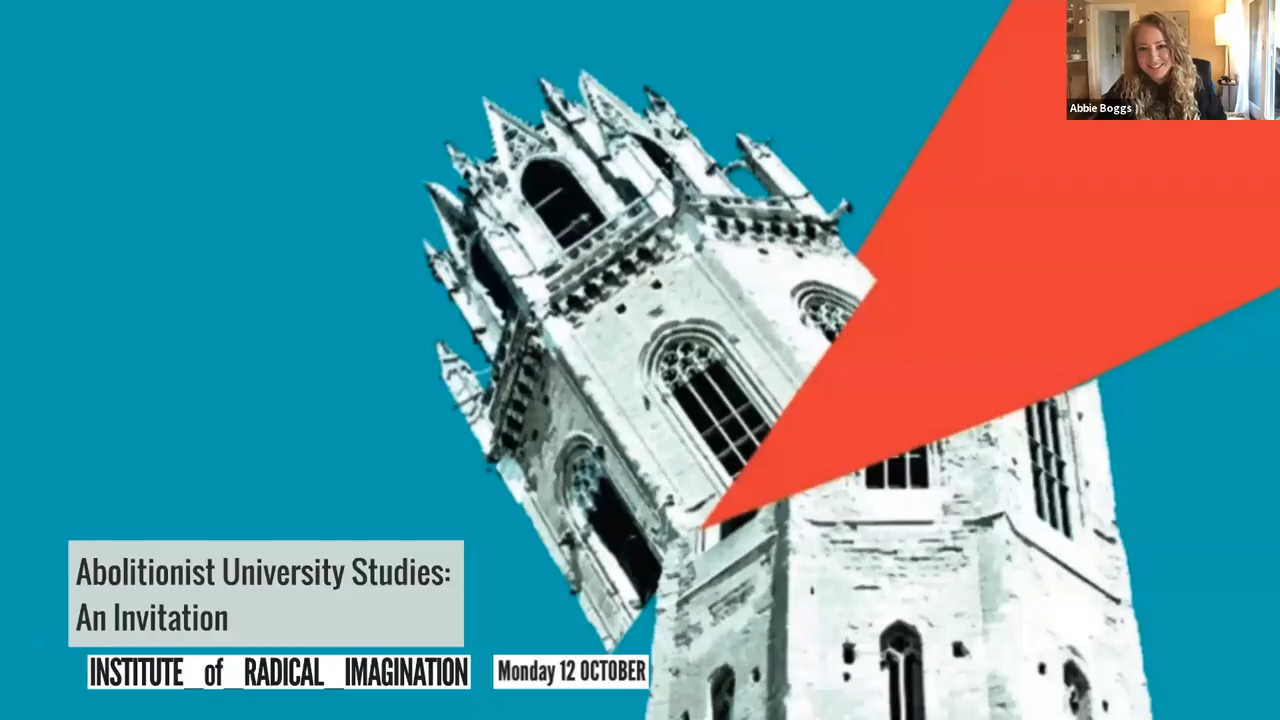 Abbie Boggs
Abolitionist University Studies:
An Invitation
INSTITUTE_of_RADICAL_IMAGINATION
Monday 12 OCTOBER